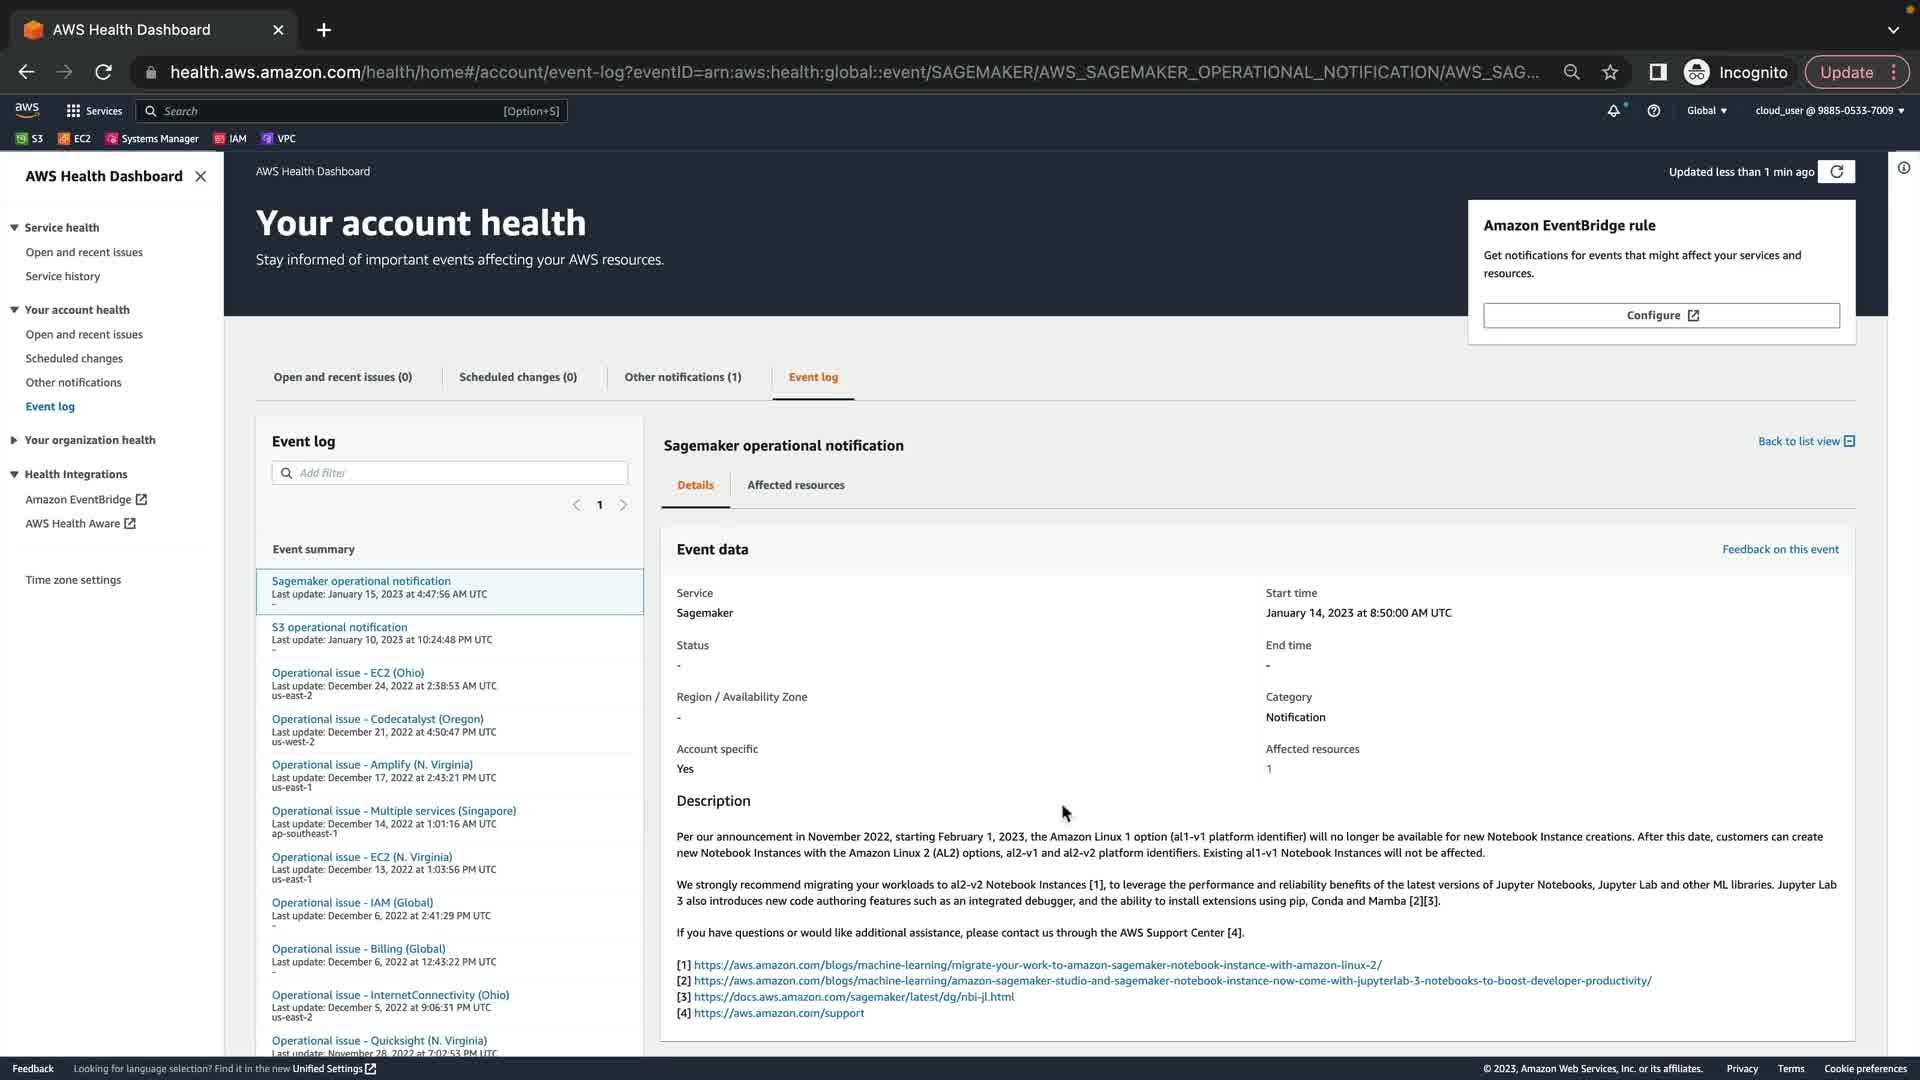 AWS Health Dashboard
health.aws.amazon.com/health/home#/account/event-log?eventID=arn:aws:health:global::event/SAGEMAKER/AWS_SAGEMAKER_OPERATIONAL_NOTIFICATION/AWS_SAG...
Incognito
Update
aws
Services
Search
[Option+S]
Global
cloud_user @ 9885-0533-7009
S3
EC2
Systems Manager
IAM
VPC
AWS Health Dashboard
Service health
Open and recent issues
Service history
Your account health
Open and recent issues
Scheduled changes
Other notifications
Event log
Your organization health
Health Integrations
Amazon EventBridge
AWS Health Aware
Time zone settings
AWS Health Dashboard
Updated less than 1 min ago
Your account health
Stay informed of important events affecting your AWS resources.
Amazon EventBridge rule
Get notifications for events that might affect your services and
resources.
Configure
Open and recent issues (0)
Scheduled changes (0)
Other notifications (1)
Event log
Event log
Add filter
1
Event summary
Sagemaker operational notification
Last update: January 15, 2023 at 4:47:56 AM UTC
-
S3 operational notification
Last update: January 10, 2023 at 10:24:48 PM UTC
-
Operational issue - EC2 (Ohio)
Last update: December 24, 2022 at 2:38:53 AM UTC
us-east-2
Operational issue - Codecatalyst (Oregon)
Last update: December 21, 2022 at 4:50:47 PM UTC
us-west-2
Operational issue - Amplify (N. Virginia)
Last update: December 17, 2022 at 2:43:21 PM UTC
us-east-1
Operational issue - Multiple services (Singapore)
Last update: December 14, 2022 at 1:01:16 AM UTC
ap-southeast-1
Operational issue - EC2 (N. Virginia)
Last update: December 13, 2022 at 1:03:56 PM UTC
us-east-1
Operational issue - IAM (Global)
Last update: December 6, 2022 at 2:41:29 PM UTC
-
Operational issue - Billing (Global)
Last update: December 6, 2022 at 12:43:22 PM UTC
-
Operational issue - InternetConnectivity (Ohio)
Last update: December 5, 2022 at 9:06:31 PM UTC
us-east-2
Operational issue - Quicksight (N. Virginia)
Last update: November 28, 2022 at 7:02:53 PM UTC
Sagemaker operational notification
Back to list view
Details
Affected resources
Event data
Feedback on this event
Service
Sagemaker
Start time
January 14, 2023 at 8:50:00 AM UTC
Status
-
End time
-
Region / Availability Zone
-
Category
Notification
Account specific
Yes
Affected resources
1
Description
Per our announcement in November 2022, starting February 1, 2023, the Amazon Linux 1 option (al1-v1 platform identifier) will no longer be available for new Notebook Instance creations. After this date, customers can create
new Notebook Instances with the Amazon Linux 2 (AL2) options, al2-v1 and al2-v2 platform identifiers. Existing al1-v1 Notebook Instances will not be affected.
We strongly recommend migrating your workloads to al2-v2 Notebook Instances [1], to leverage the performance and reliability benefits of the latest versions of Jupyter Notebooks, Jupyter Lab and other ML libraries. Jupyter Lab
3 also introduces new code authoring features such as an integrated debugger, and the ability to install extensions using pip, Conda and Mamba [2][3].
If you have questions or would like additional assistance, please contact us through the AWS Support Center [4].
[1] https://aws.amazon.com/blogs/machine-learning/migrate-your-work-to-amazon-sagemaker-notebook-instance-with-amazon-linux-2/
[2] https://aws.amazon.com/blogs/machine-learning/amazon-sagemaker-studio-and-sagemaker-notebook-instance-now-come-with-jupyterlab-3-notebooks-to-boost-developer-productivity/
[3] https://docs.aws.amazon.com/sagemaker/latest/dg/nbi-jl.html
[4] https://aws.amazon.com/support
Feedback
Looking for language selection? Find it in the new Unified Settings
© 2023, Amazon Web Services, Inc. or its affiliates.
Privacy
Terms
Cookie preferences